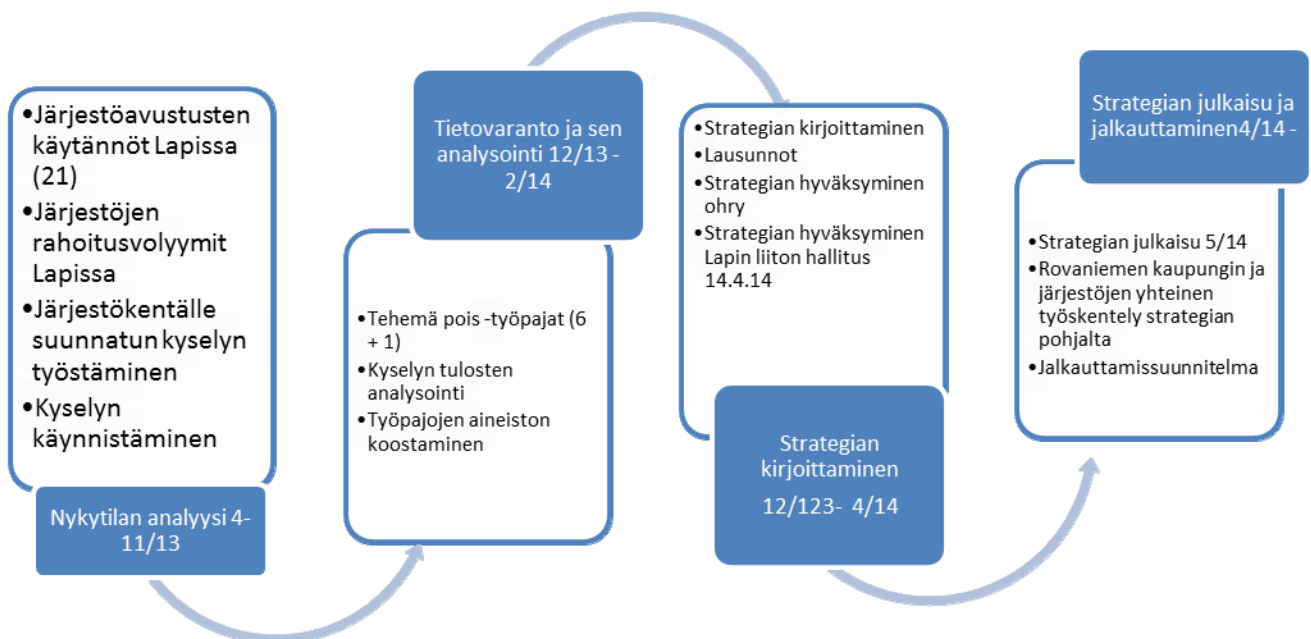 •Järjestöavustusten
käytännöt Lapissa
(21)
•Järjestöjen
rahoitusvolyymit
Lapissa
•Järjestökentälle
suunnatun kyselyn
työstäminen
•Kyselyn
käynnistäminen
Nykytilan analyysi 4-
11/13
Tietovaranto ja sen
analysointi 12/13 -
2/14
•Tehemä pois -työpajat (6
+ 1)
•Kyselyn tulosten
analysointi
•Työpajojen aineiston
koostaminen
•Strategian kirjoittaminen
•Lausunnot
•Strategian hyväksyminen
ohry
•Strategian hyväksyminen
Lapin liiton hallitus
14.4.14
Strategian
kirjoittaminen
12/123- 4/14
Strategian julkaisu ja
jalkauttaminen4/14 -
•Strategian julkaisu 5/14
•Rovaniemen kaupungin ja
järjestöjen yhteinen
työskentely strategian
pohjalta
•Jalkauttamissuunnitelma